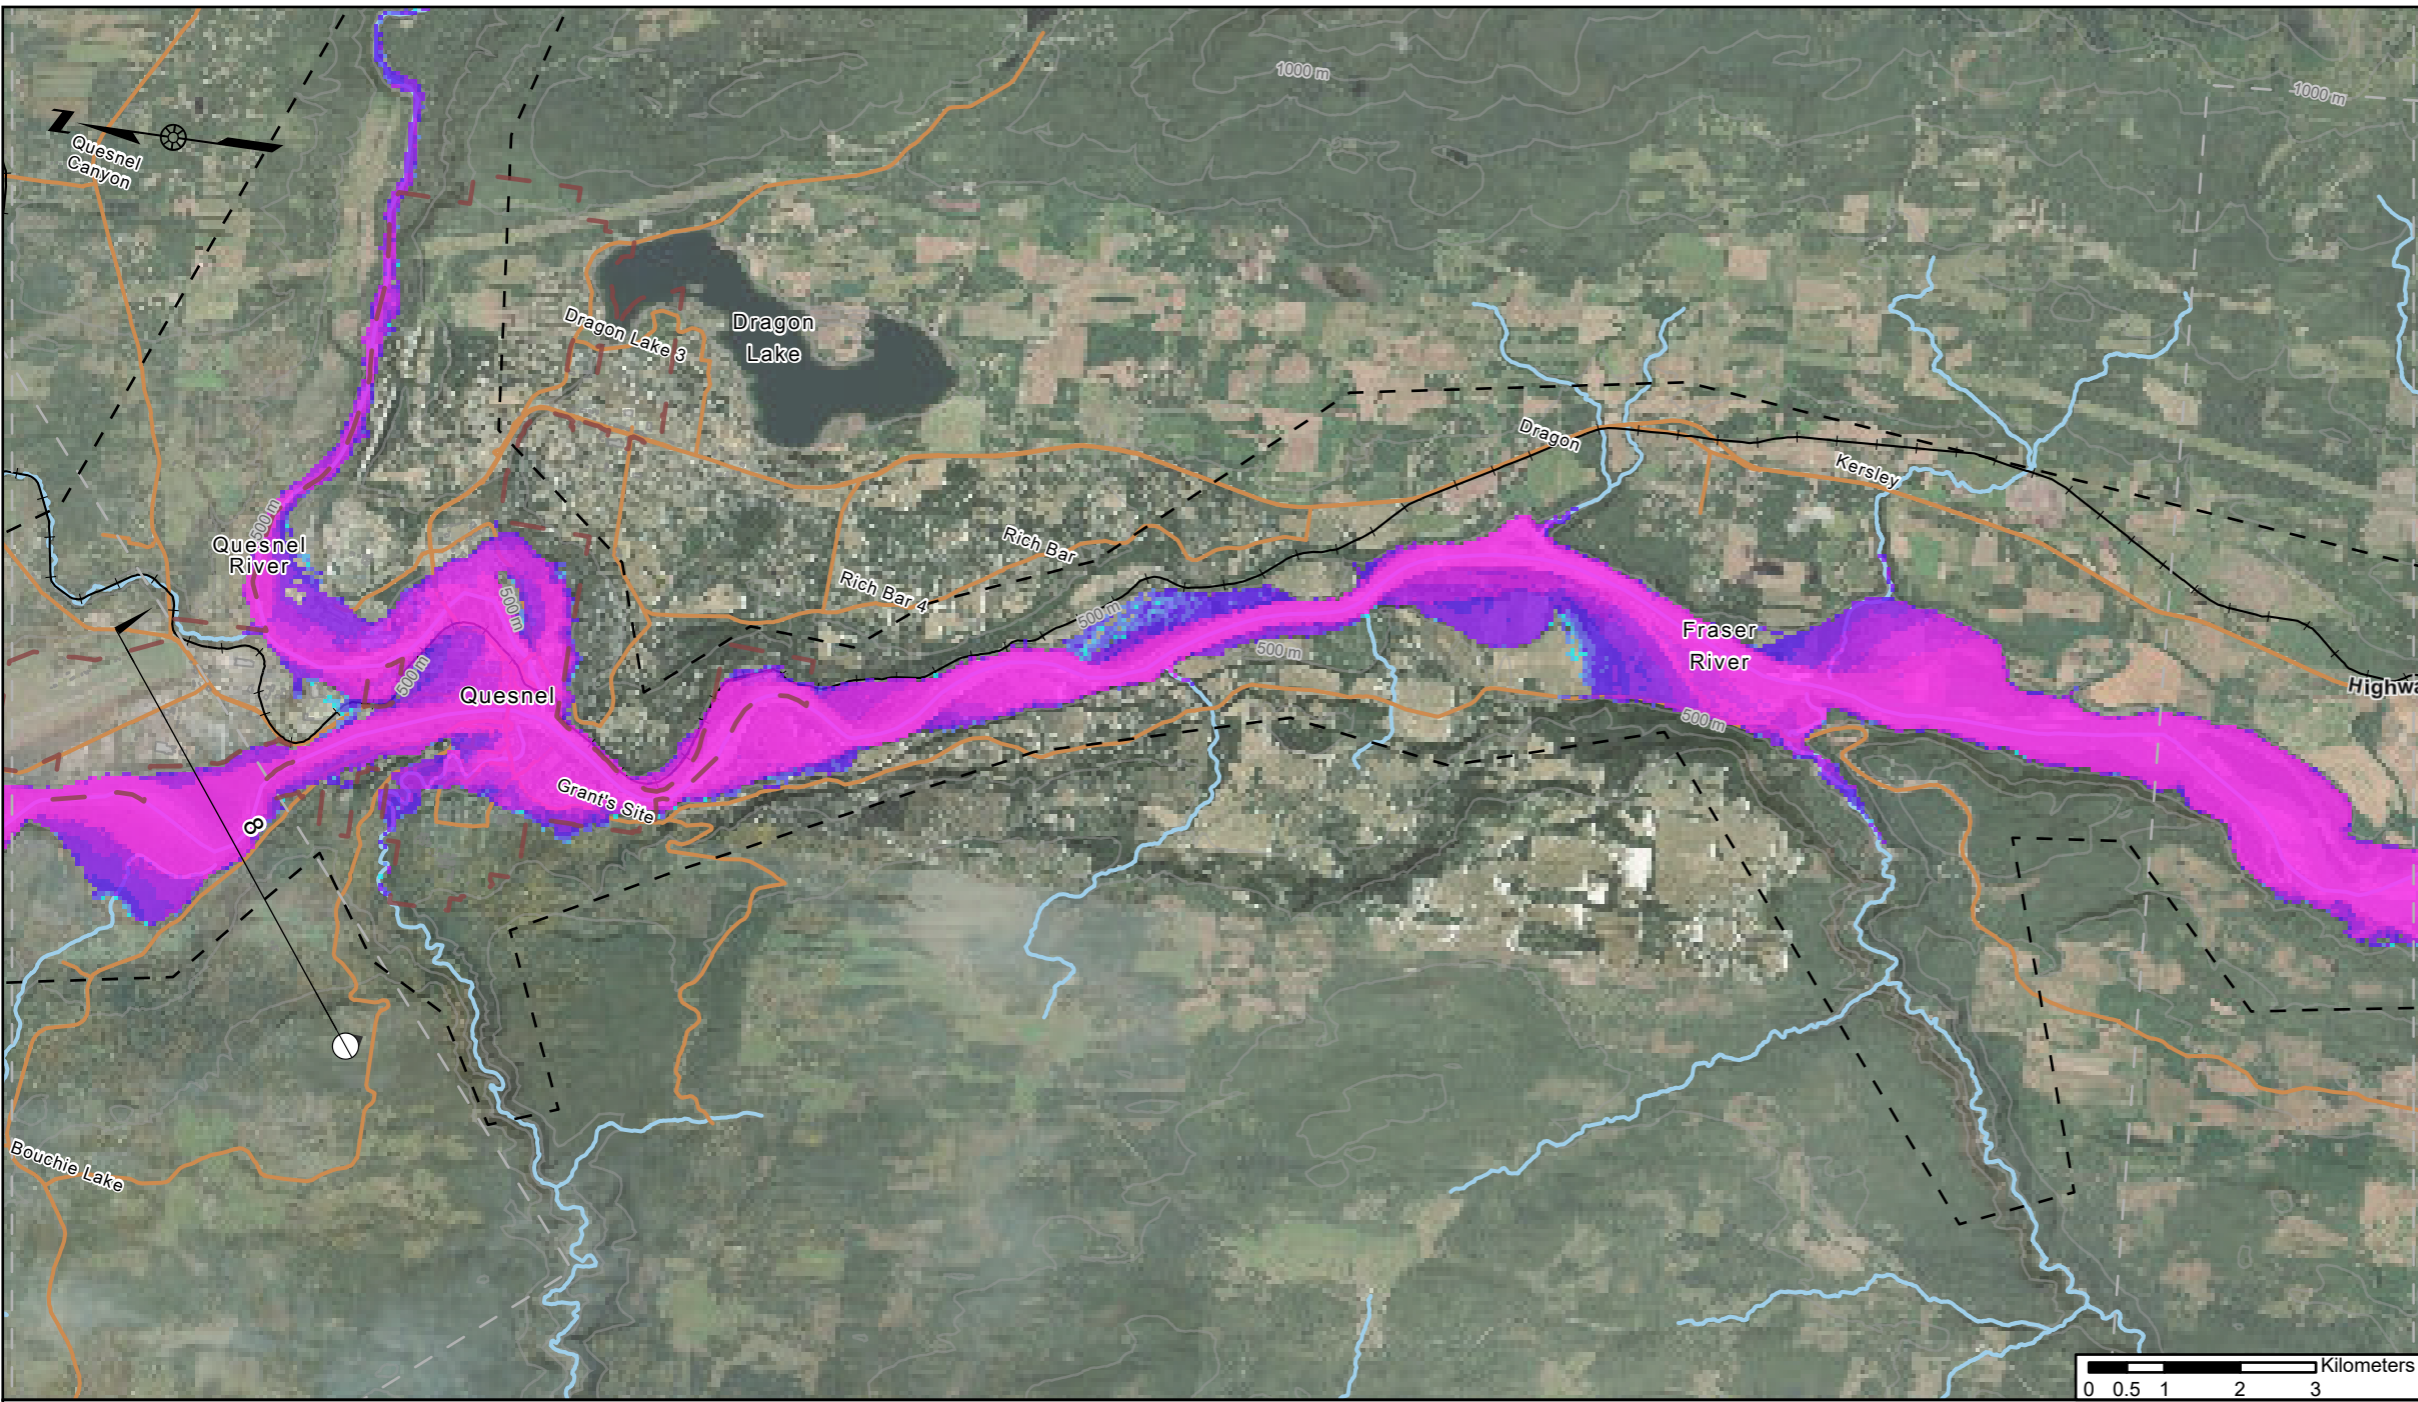 1000 m
1000 m
N
Quesnel
Canyon
Dragon
Lake
Dragon Lake 3
Dragon
Kersley
500 m
Quesnel
River
Rich Bar
Rich Bar 4
500 m
500 m
500 m
500 m
Fraser
River
Quesnel
Highwa
500 m
Grant's Site
8
Bouchie Lake
Kilometers
0 0.5 1 2 3